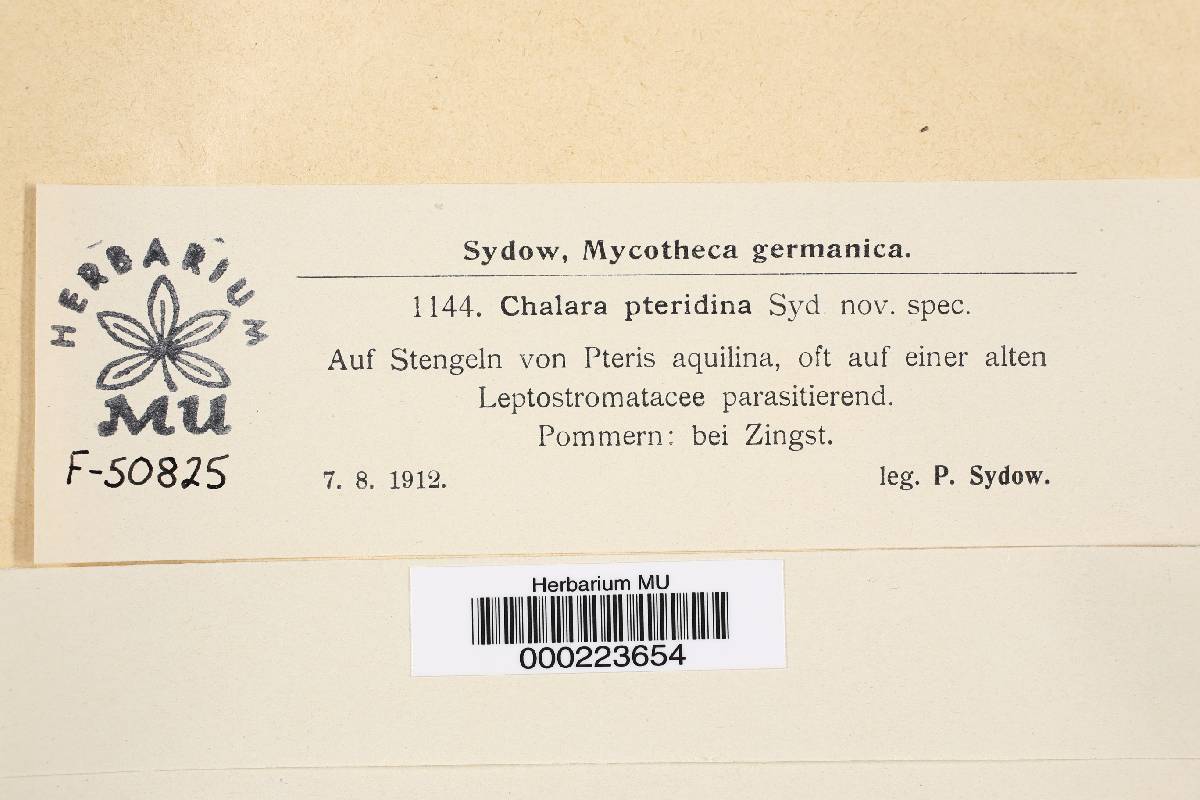 Sydow, Mycotheca germanica.
1144. Chalara pteridina Syd nov. spec.
Auf Stengeln von Pteris aquilina, oft auf einer alten
Leptostromatacee parasitierend.
Pommern: bei Zingst.
7. 8. 1912. leg. P. Sydow.
HERBARIUM
MU
F-50825
Herbarium MU
000223654